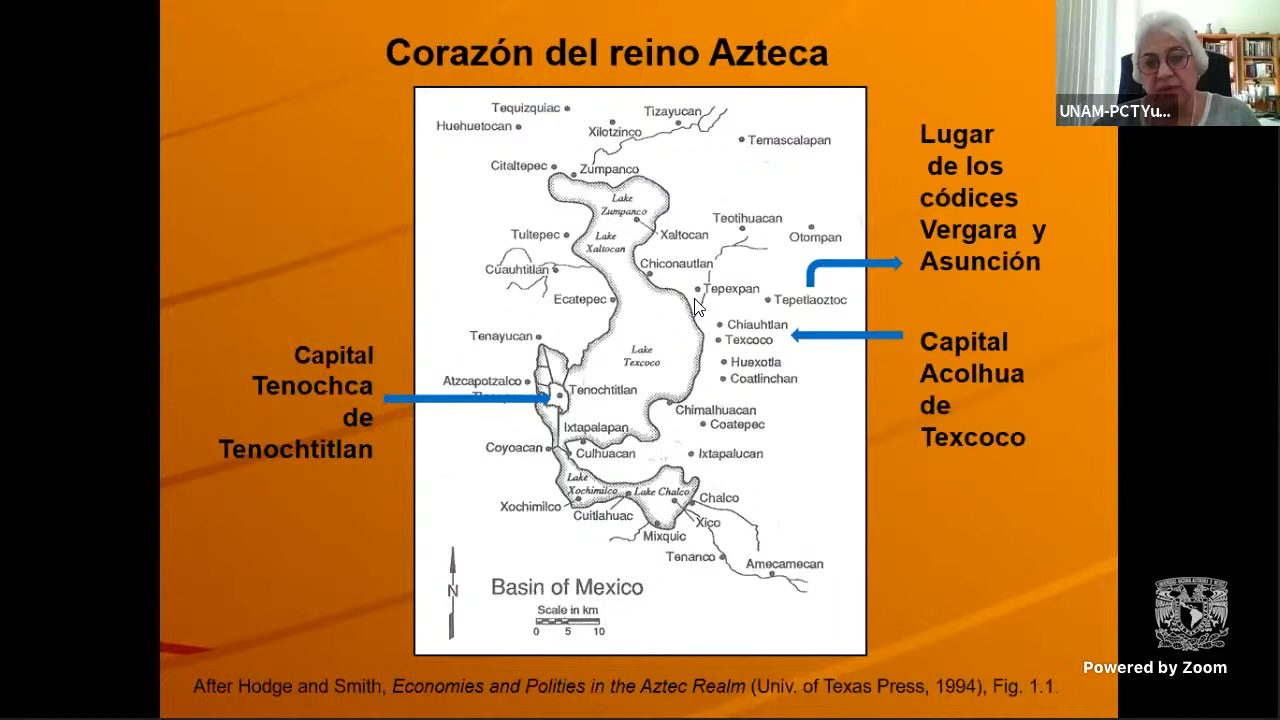 Corazón del reino Azteca
UNAM-PCTYu...
Tequizquiac
Huehuetocan
Xilotzinco
Tizayucan
Temascalapan
Citaltepec
Zumpanco
Lake
Zumpanco
Lake
Xaltocan
Xaltocan
Teotihuacan
Otompan
Tultepec
Cuauhtitlan
Chiconautlan
Ecatepec
Tepexpan
Tepetlaoztoc
Chiauhtlan
Texcoco
Tenayucan
Lake
Texcoco
Huexotla
Coatlinchan
Atzcapotzalco
Tenochtitlan
Chimalhuacan
Coatepec
Ixtapalapan
Coyoacan
Culhuacan
Ixtapalucan
Lake
Xochimilco
Lake Chalco
Chalco
Xochimilco
Cuitlahuac
Xico
Mixquic
Tenanco
Amecamecan
N
Basin of Mexico
Scale in km
0 5 10
Capital
Tenochca
de
Tenochtitlan
Lugar
de los
códices
Vergara y
Asunción
Capital
Acolhua
de
Texcoco
After Hodge and Smith, Economies and Polities in the Aztec Realm (Univ. of Texas Press, 1994), Fig. 1.1.
Powered by Zoom